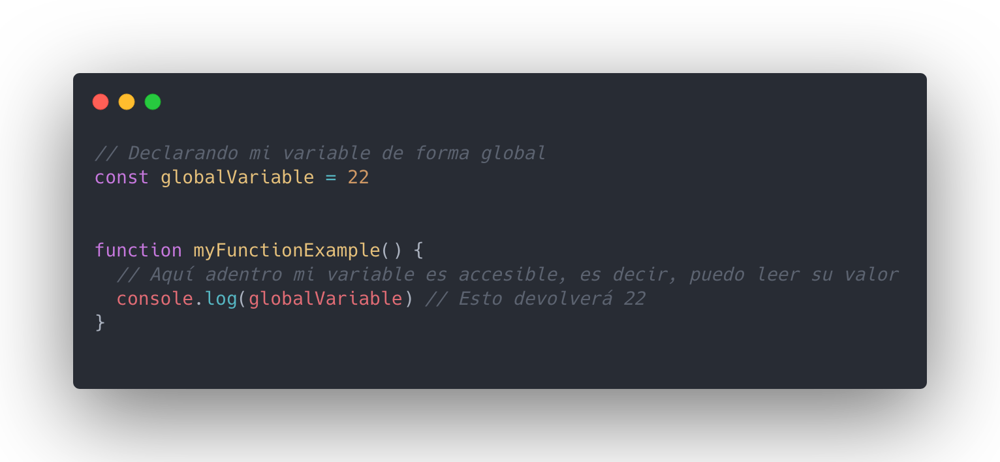 // Declarando mi variable de forma global
const globalVariable = 22
function myFunctionExample() {
  // Aquí adentro mi variable es accesible, es decir, puedo leer su valor
  console.log(globalVariable) // Esto devolverá 22
}